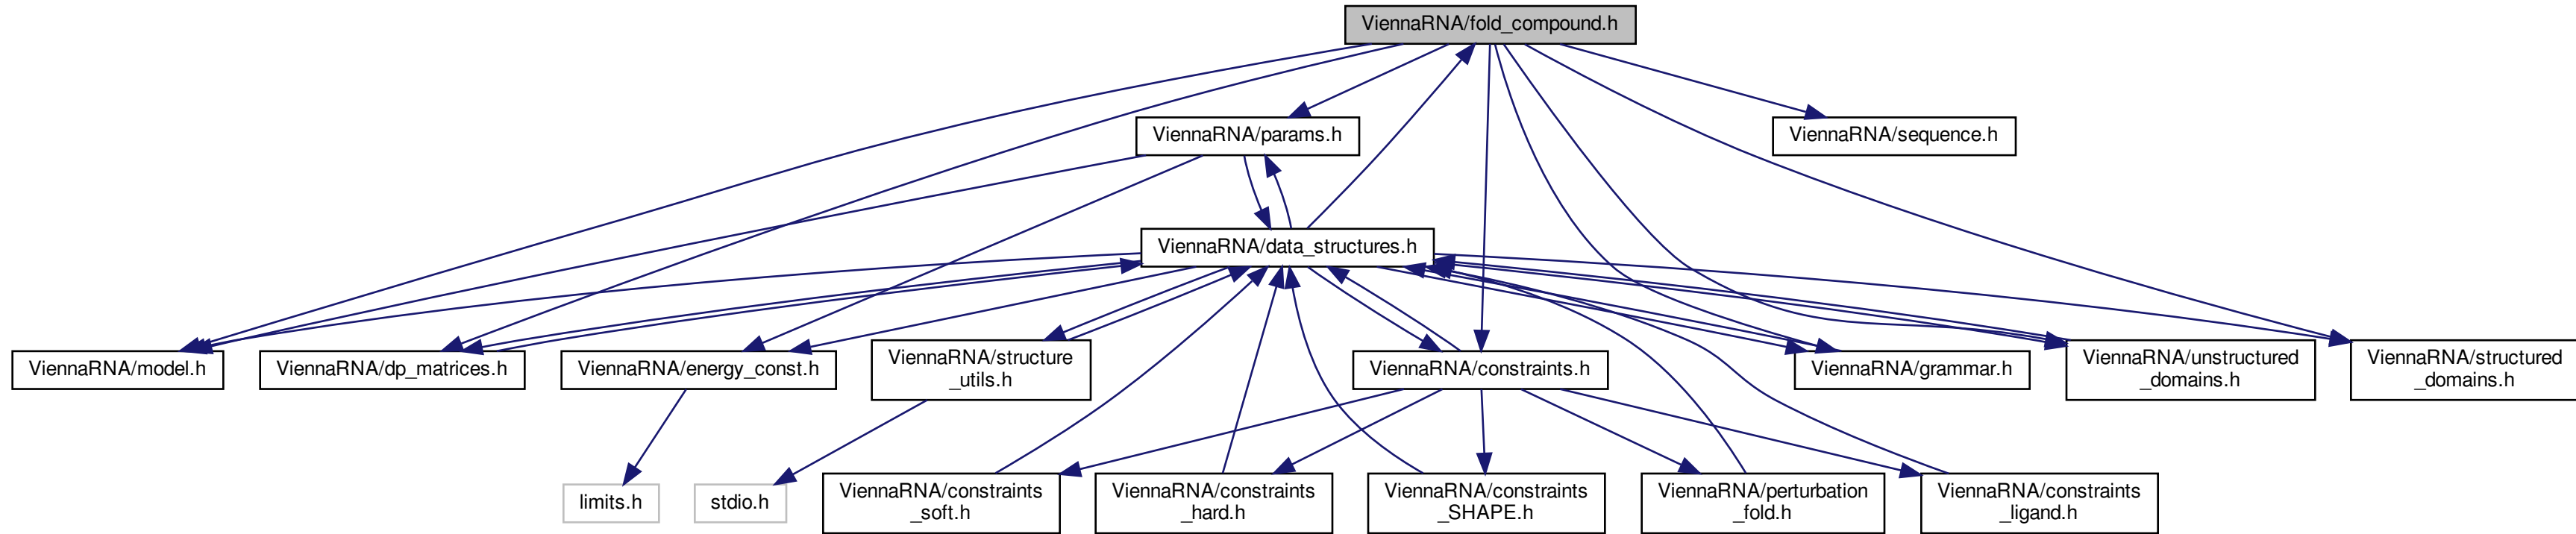 ViennaRNA/fold_compound.h
ViennaRNA/params.h
ViennaRNA/sequence.h
ViennaRNA/data_structures.h
ViennaRNA/model.h
ViennaRNA/dp_matrices.h
ViennaRNA/energy_const.h
ViennaRNA/structure
_utils.h
ViennaRNA/constraints.h
ViennaRNA/grammar.h
ViennaRNA/unstructured
_domains.h
ViennaRNA/structured
_domains.h
limits.h
stdio.h
ViennaRNA/constraints
_soft.h
ViennaRNA/constraints
_hard.h
ViennaRNA/constraints
_SHAPE.h
ViennaRNA/perturbation
_fold.h
ViennaRNA/constraints
_ligand.h